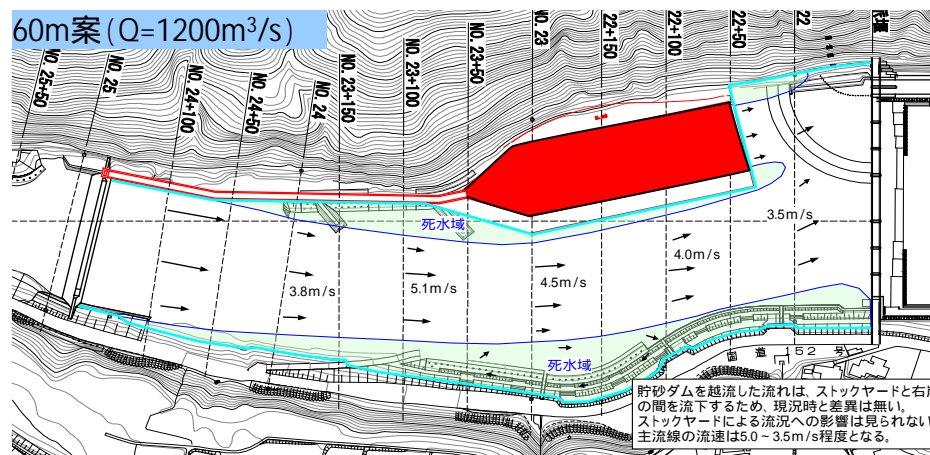 60m案(Q=1200m³/s)
NO. 25+50
NO. 25
NO. 24+100
NO. 24+50
NO. 24
NO. 23+150
NO. 23+100
NO. 23+50
NO. 23
22+150
22+100
22+50
22
死水域
3.8m/s
5.1m/s
4.5m/s
4.0m/s
3.5m/s
死水域
国道152号
貯砂ダムを越流した流れは、ストックヤードと右岸
の間を流下するため、現況時と差異は無い。
ストックヤードによる流況への影響は見られない
主流線の流速は5.0~3.5m/s程度となる。